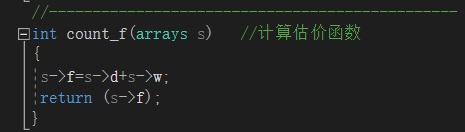 //--------------------------------------------------
int count_f(arrays s)   //计算估价函数
{
s->f=s->d+s->w;
return (s->f);
}